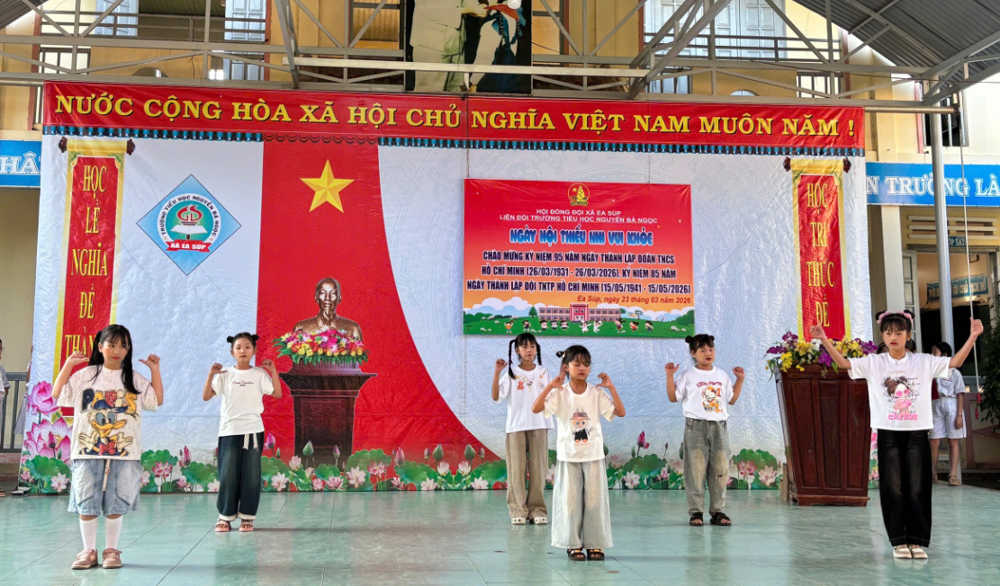 NƯỚC CỘNG HÒA XÃ HỘI CHỦ NGHĨA VIỆT NAM MUÔN NĂM !
HỌC
LỄ
NGHĨA
ĐỂ
TRƯỜNG TIỂU HỌC NGUYỄN BÁ NGỌC
XÃ EA SÚP
HỘI ĐỒNG ĐỘI XÃ EA SÚP
LIÊN ĐỘI TRƯỜNG TIỂU HỌC NGUYỄN BÁ NGỌC
NGÀY HỘI THIẾU NHI VUI KHỎE
CHÀO MỪNG KỶ NIỆM 95 NĂM NGÀY THÀNH LẬP ĐOÀN TNCS
HỒ CHÍ MINH (26/03/1931 - 26/03/2026), KỶ NIỆM 85 NĂM
NGÀY THÀNH LẬP ĐỘI TNTP HỒ CHÍ MINH (15/05/1941 - 15/05/2026)
Ea Súp, ngày 23 tháng 03 năm 2026
HỌC
TRI
THỨC
ĐỂ
TRƯỜNG LÀ